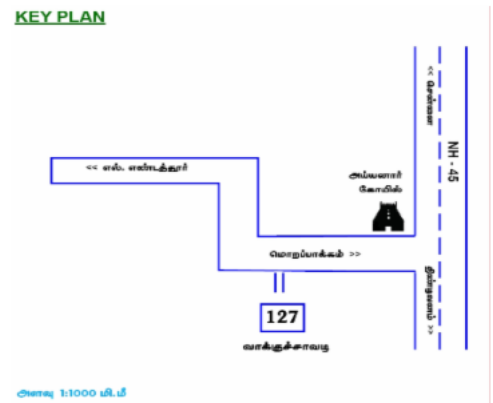 KEY PLAN
<< சென்னை
NH - 45
<< எல். எண்டத்தூர்
அய்யனார்
கோயில்
மொறப்பாக்கம் >>
திண்டிவனம் >>
127
வாக்குச்சாவடி
அளவு 1:1000 மி.மீ